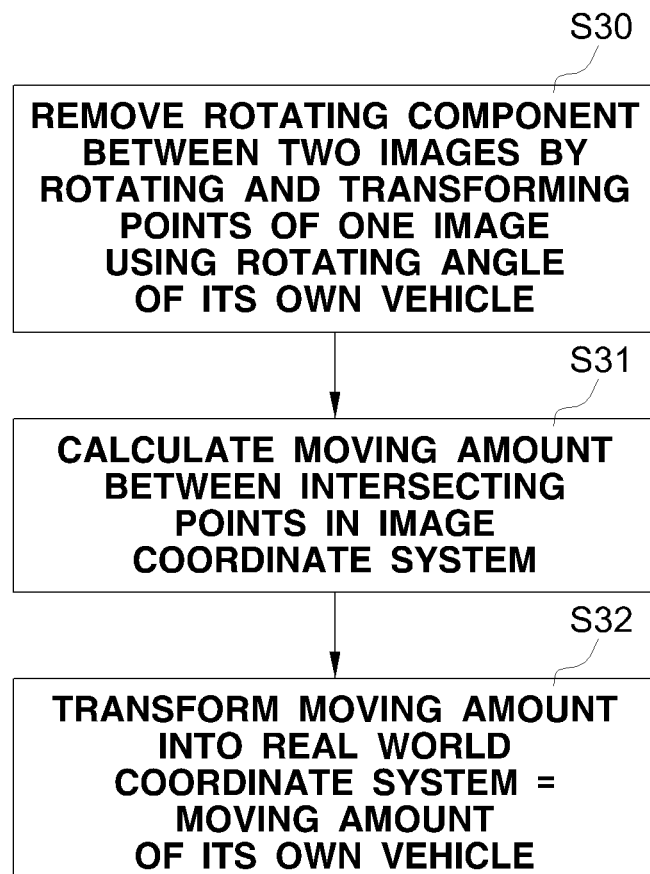 S30
REMOVE ROTATING COMPONENT
BETWEEN TWO IMAGES BY
ROTATING AND TRANSFORMING
POINTS OF ONE IMAGE
USING ROTATING ANGLE
OF ITS OWN VEHICLE
S31
CALCULATE MOVING AMOUNT
BETWEEN INTERSECTING
POINTS IN IMAGE
COORDINATE SYSTEM
S32
TRANSFORM MOVING AMOUNT
INTO REAL WORLD
COORDINATE SYSTEM =
MOVING AMOUNT
OF ITS OWN VEHICLE